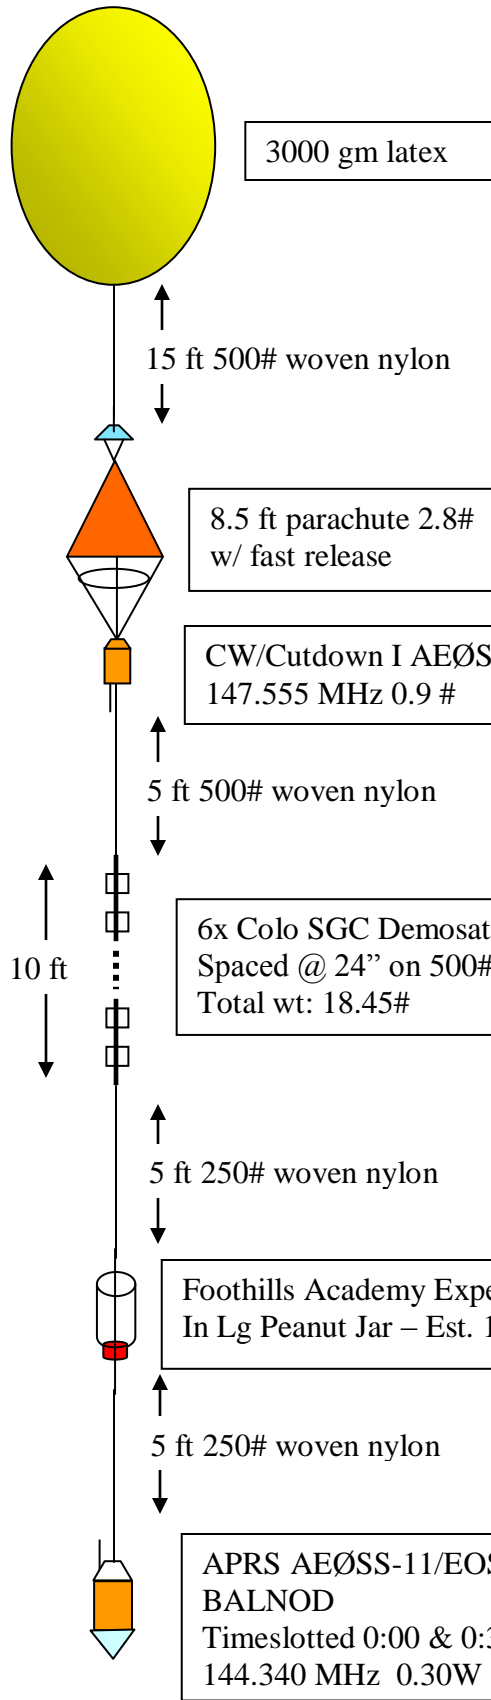 3000 gm latex
15 ft 500# woven nylon
8.5 ft parachute 2.8#
w/ fast release
CW/Cutdown I AEØS
147.555 MHz 0.9 #
5 ft 500# woven nylon
10 ft
6x Colo SGC Demosat
Spaced @ 24” on 500#
Total wt: 18.45#
5 ft 250# woven nylon
Foothills Academy Expe
In Lg Peanut Jar – Est. 1
5 ft 250# woven nylon
APRS AEØSS-11/EOS
BALNOD
Timeslotted 0:00 & 0:3
144.340 MHz 0.30W